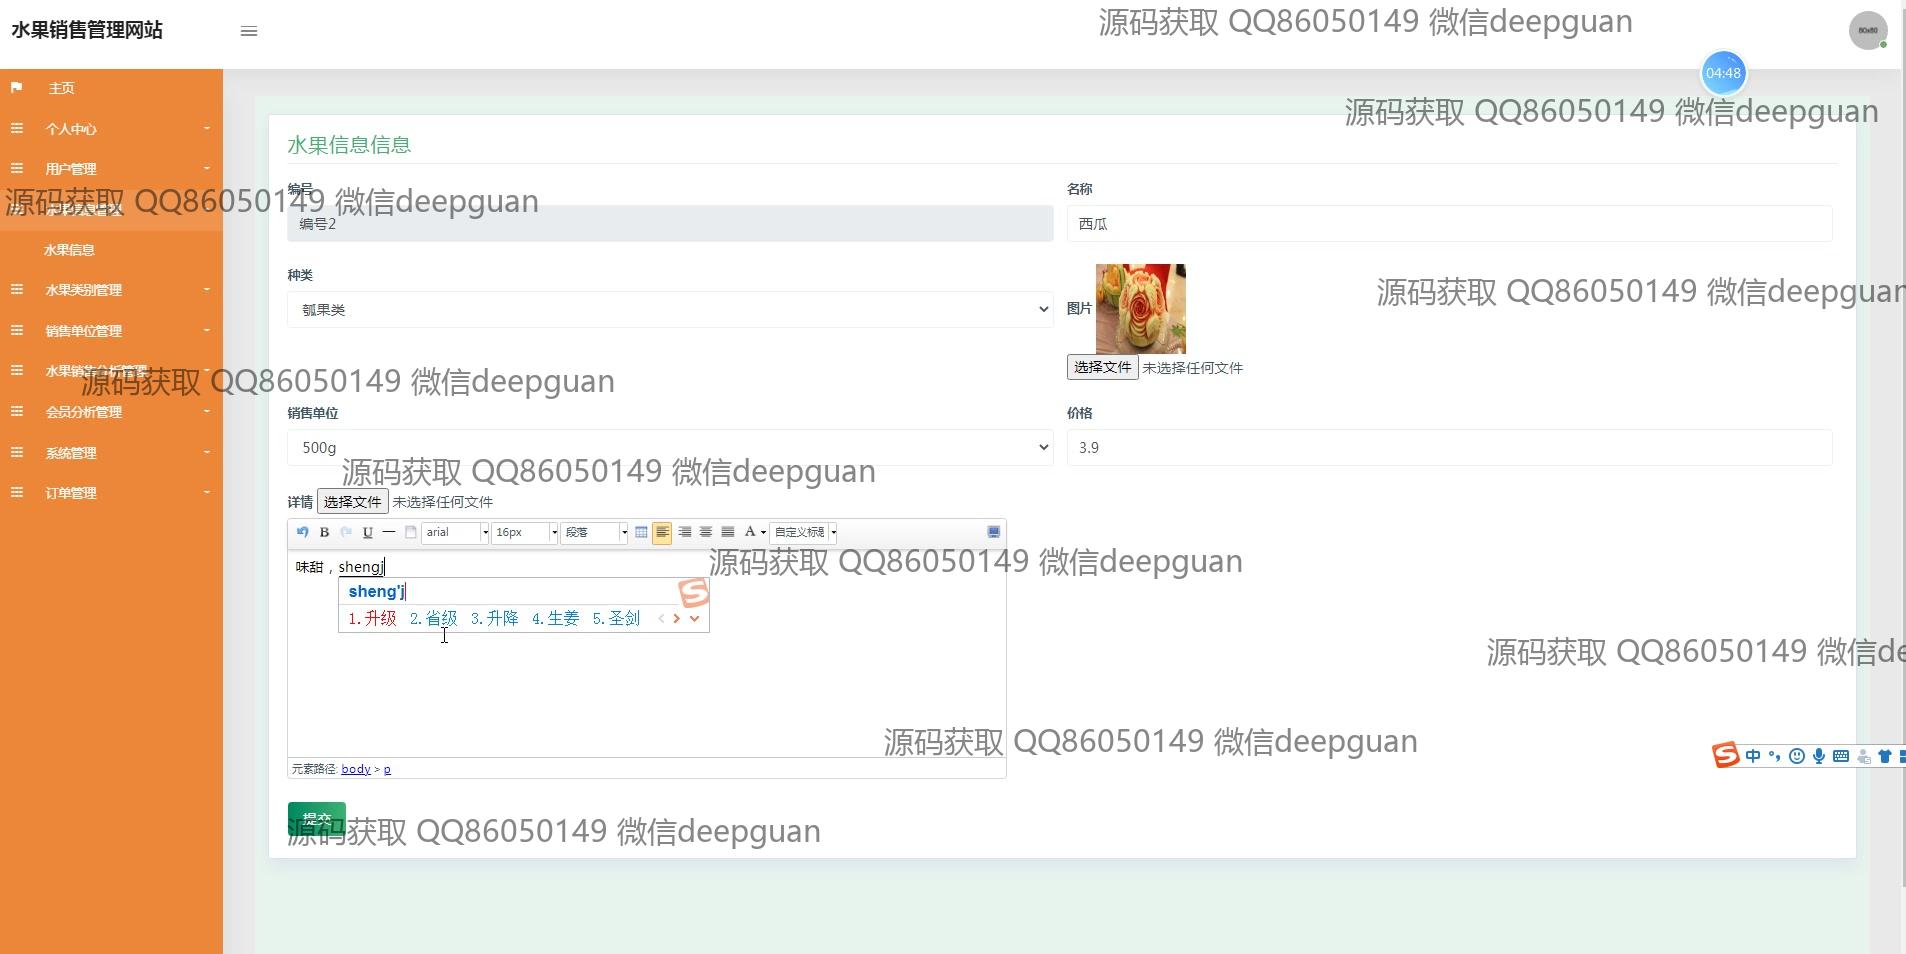 水果销售管理网站
源码获取 QQ86050149 微信deepguan
80x80
04:48
源码获取 QQ86050149 微信deepguan
主页
个人中心
用户管理
源码获取 QQ86050149 微信deepguan
水果信息管理
水果信息
水果类别管理
销售单位管理
水果销售分析管理
源码获取 QQ86050149 微信deepguan
会员分析管理
系统管理
订单管理
水果信息信息
编号
编号2
名称
西瓜
种类
瓠果类
图片
源码获取 QQ86050149 微信deepguan
选择文件 未选择任何文件
销售单位
500g
价格
3.9
源码获取 QQ86050149 微信deepguan
详情 选择文件 未选择任何文件
B U arial 16px 段落 A 自定义标题
源码获取 QQ86050149 微信deepguan
味甜，shengj
sheng'j
1.升级 2.省级 3.升降 4.生姜 5.圣剑
源码获取 QQ86050149 微信de
源码获取 QQ86050149 微信deepguan
中
元素路径: body > p
提交
源码获取 QQ86050149 微信deepguan